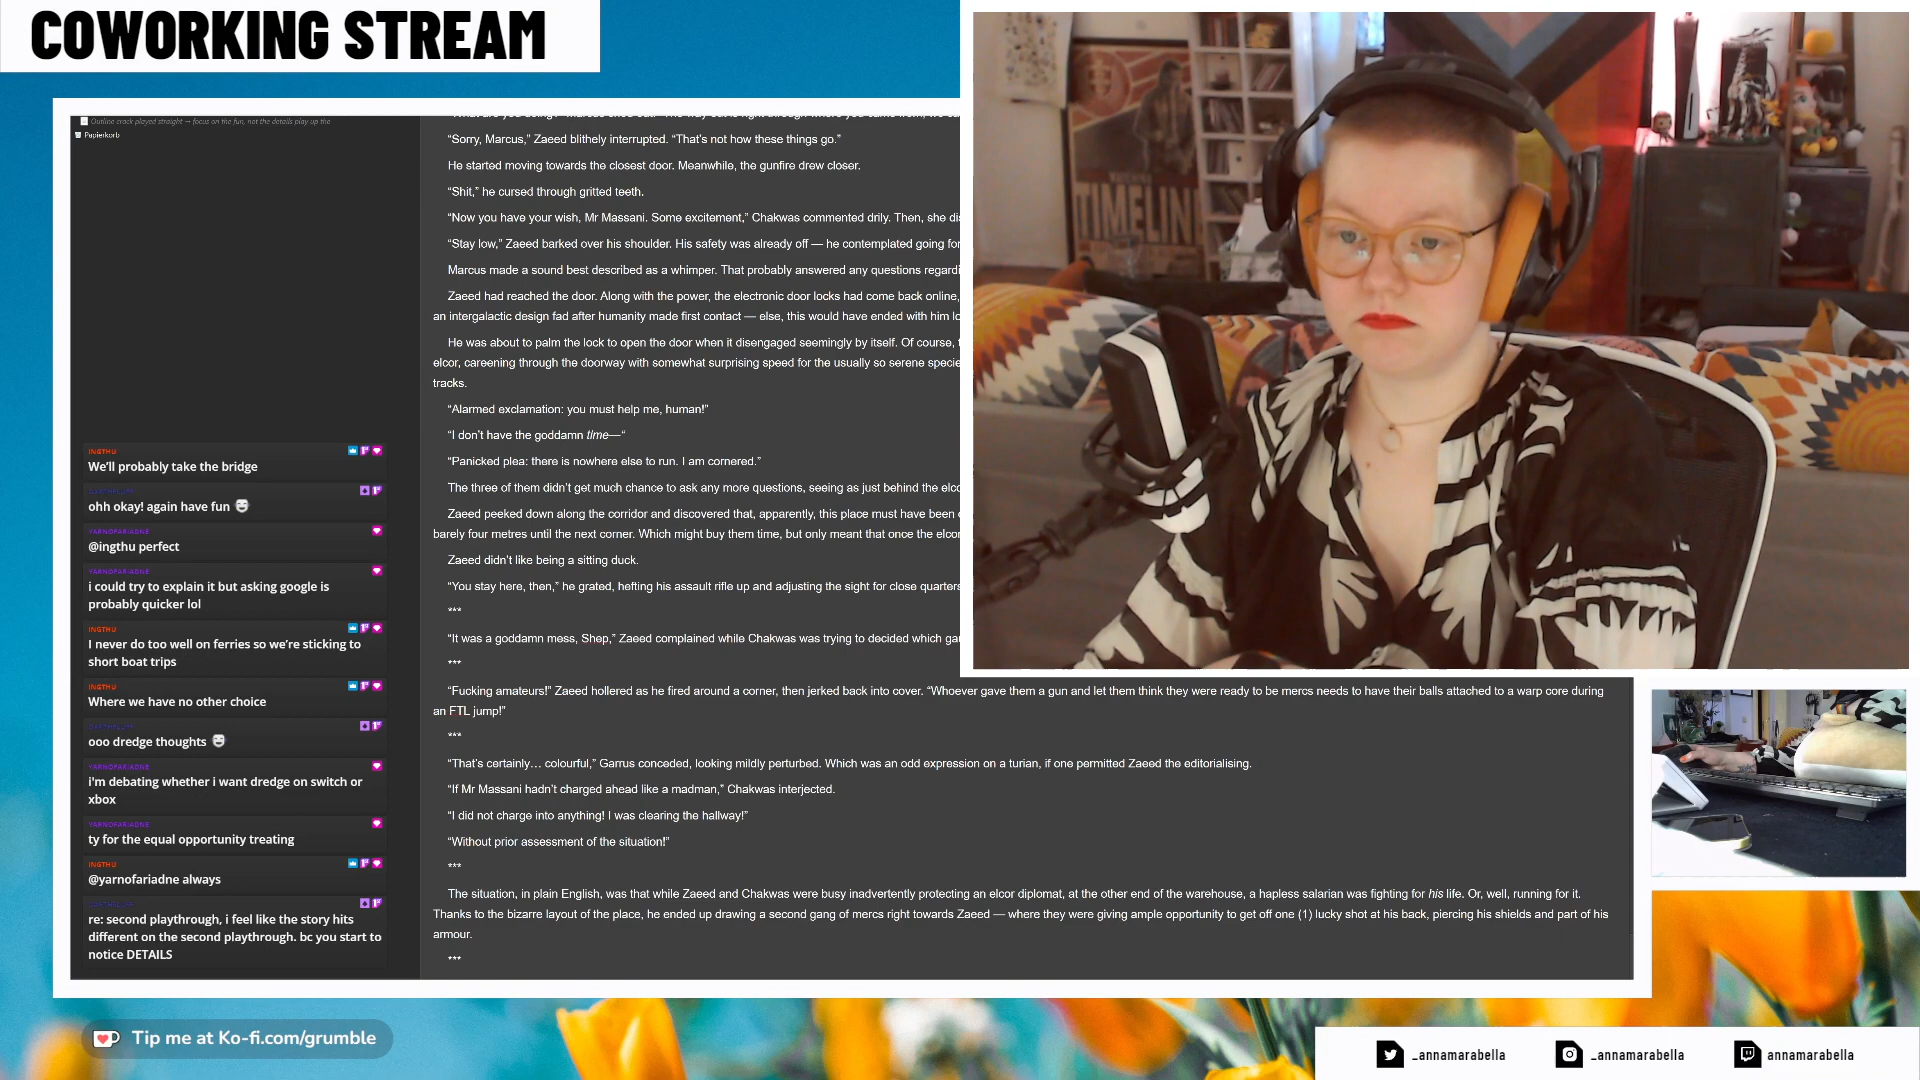 COWORKING STREAM
Outline crack played straight → focus on the fun, not the details play up the
Papierkorb
“Sorry, Marcus,” Zaeed blithely interrupted. “That’s not how these things go.”
He started moving towards the closest door. Meanwhile, the gunfire drew closer.
“Shit,” he cursed through gritted teeth.
“Now you have your wish, Mr Massani. Some excitement,” Chakwas commented drily. Then, she
“Stay low,” Zaeed barked over his shoulder. His safety was already off — he contemplated going
Marcus made a sound best described as a whimper. That probably answered any questions
Zaeed had reached the door. Along with the power, the electronic door locks had come back online,
an intergalactic design fad after humanity made first contact — else, this would have ended with him
He was about to palm the lock to open the door when it disengaged seemingly by itself. Of course,
elcor, careening through the doorway with somewhat surprising speed for the usually so serene
tracks.
“Alarmed exclamation: you must help me, human!”
“I don’t have the goddamn time—“
“Panicked plea: there is nowhere else to run. I am cornered.”
The three of them didn’t get much chance to ask any more questions, seeing as just behind the
Zaeed peeked down along the corridor and discovered that, apparently, this place must have been
barely four metres until the next corner. Which might buy them time, but only meant that once the
Zaeed didn’t like being a sitting duck.
“You stay here, then,” he grated, hefting his assault rifle up and adjusting the sight for close quarters
***
“It was a goddamn mess, Shep,” Zaeed complained while Chakwas was trying to decided which
***
“Fucking amateurs!” Zaeed hollered as he fired around a corner, then jerked back into cover. “Whoever gave them a gun and let them think they were ready to be mercs needs to have their balls attached to a warp core during
an FTL jump!”
***
“That’s certainly… colourful,” Garrus conceded, looking mildly perturbed. Which was an odd expression on a turian, if one permitted Zaeed the editorialising.
“If Mr Massani hadn’t charged ahead like a madman,” Chakwas interjected.
“I did not charge into anything! I was clearing the hallway!”
“Without prior assessment of the situation!”
***
The situation, in plain English, was that while Zaeed and Chakwas were busy inadvertently protecting an elcor diplomat, at the other end of the warehouse, a hapless salarian was fighting for his life. Or, well, running for it.
Thanks to the bizarre layout of the place, he ended up drawing a second gang of mercs right towards Zaeed — where they were giving ample opportunity to get off one (1) lucky shot at his back, piercing his shields and part of his
armour.
***
INGTHU
We’ll probably take the bridge
ohh okay! again have fun
YARNOFARIADNE
@ingthu perfect
YARNOFARIADNE
i could try to explain it but asking google is
probably quicker lol
INGTHU
I never do too well on ferries so we’re sticking to
short boat trips
INGTHU
Where we have no other choice
ooo dredge thoughts
YARNOFARIADNE
i'm debating whether i want dredge on switch or
xbox
YARNOFARIADNE
ty for the equal opportunity treating
INGTHU
@yarnofariadne always
re: second playthrough, i feel like the story hits
different on the second playthrough. bc you start to
notice DETAILS
TIMELINE
Tip me at Ko-fi.com/grumble
_annamarabella
_annamarabella
annamarabella